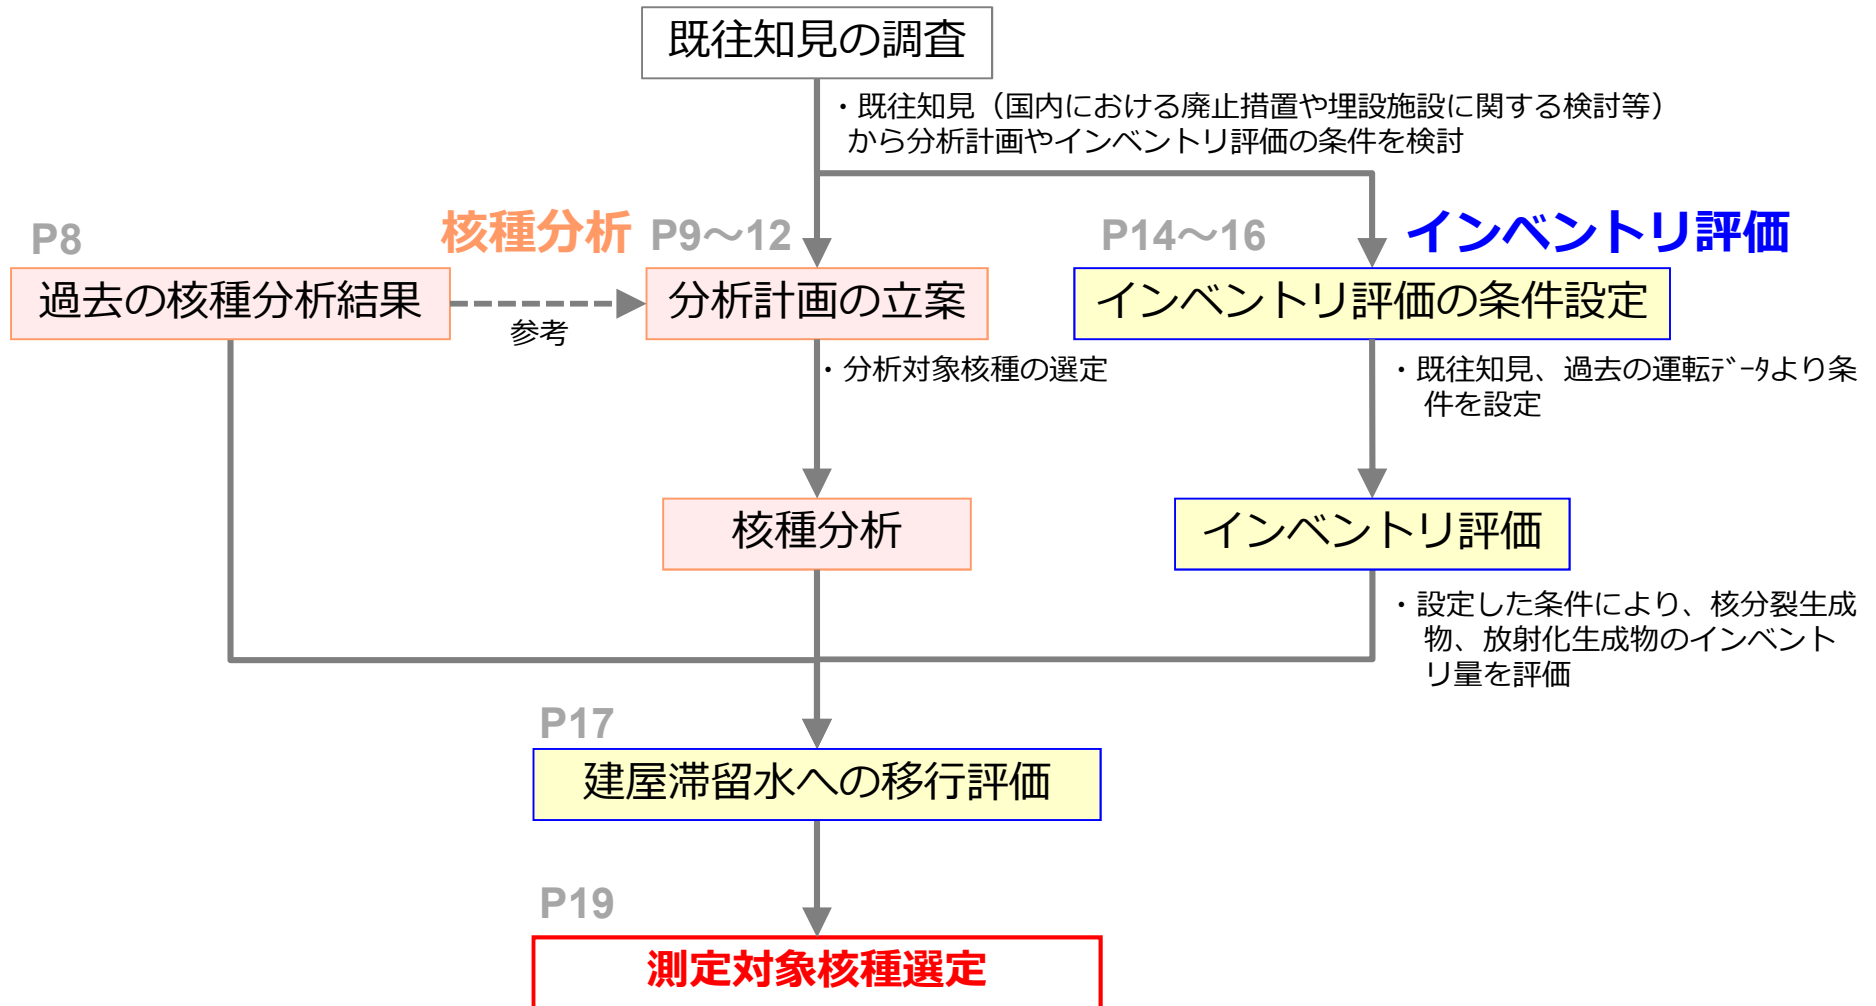 既往知見の調査
・既往知見（国内における廃止措置や埋設施設に関する検討等）
から分析計画やインベントリ評価の条件を検討
P8
核種分析
P9～12
P14～16
インベントリ評価
過去の核種分析結果
参考
分析計画の立案
インベントリ評価の条件設定
・分析対象核種の選定
・既往知見、過去の運転ﾃﾞｰﾀより条
件を設定
核種分析
インベントリ評価
・設定した条件により、核分裂生成
物、放射化生成物のインベント
リ量を評価
P17
建屋滞留水への移行評価
P19
測定対象核種選定